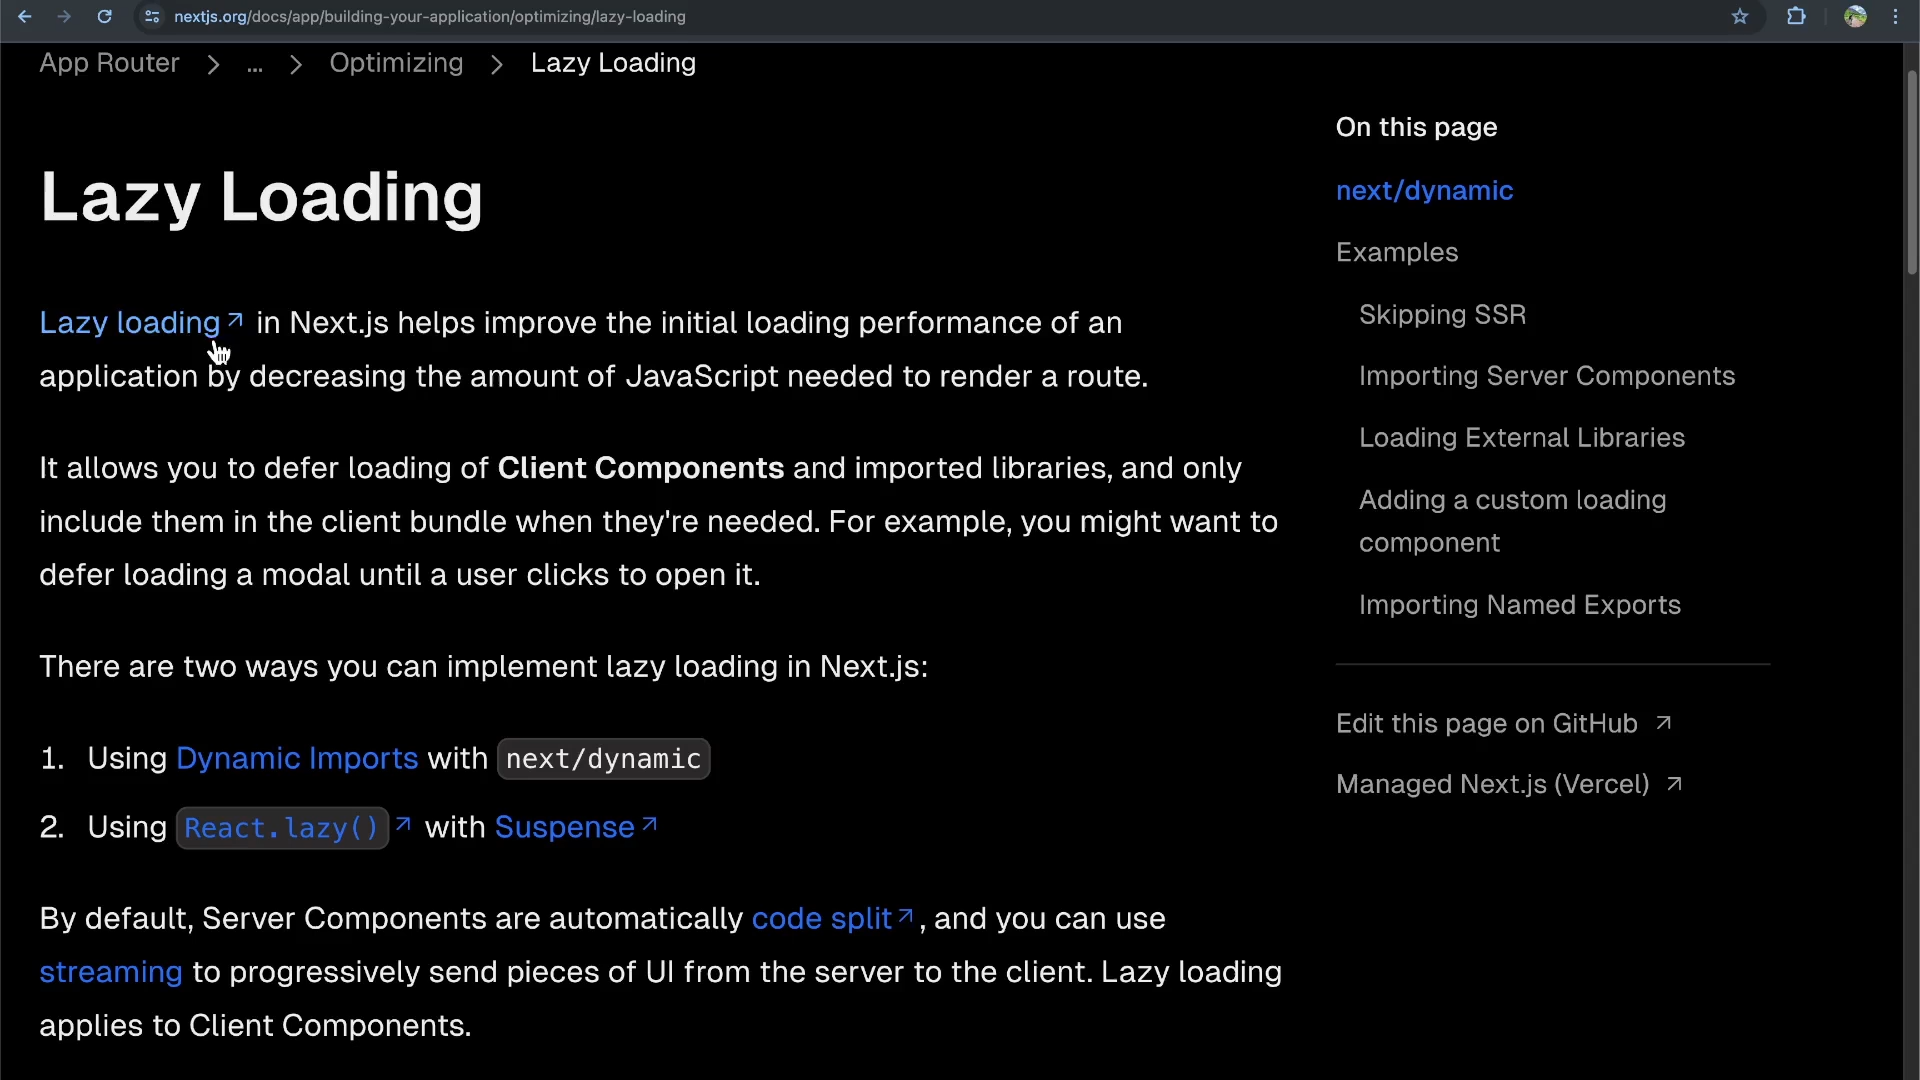 nextjs.org/docs/app/building-your-application/optimizing/lazy-loading
App Router > ... > Optimizing > Lazy Loading
Lazy Loading
Lazy loading↗ in Next.js helps improve the initial loading performance of an
application by decreasing the amount of JavaScript needed to render a route.
It allows you to defer loading of Client Components and imported libraries, and only
include them in the client bundle when they're needed. For example, you might want to
defer loading a modal until a user clicks to open it.
There are two ways you can implement lazy loading in Next.js:
1. Using Dynamic Imports with next/dynamic
2. Using React.lazy()↗ with Suspense↗
By default, Server Components are automatically code split↗, and you can use
streaming to progressively send pieces of UI from the server to the client. Lazy loading
applies to Client Components.
On this page
next/dynamic
Examples
Skipping SSR
Importing Server Components
Loading External Libraries
Adding a custom loading
component
Importing Named Exports
Edit this page on GitHub ↗
Managed Next.js (Vercel) ↗